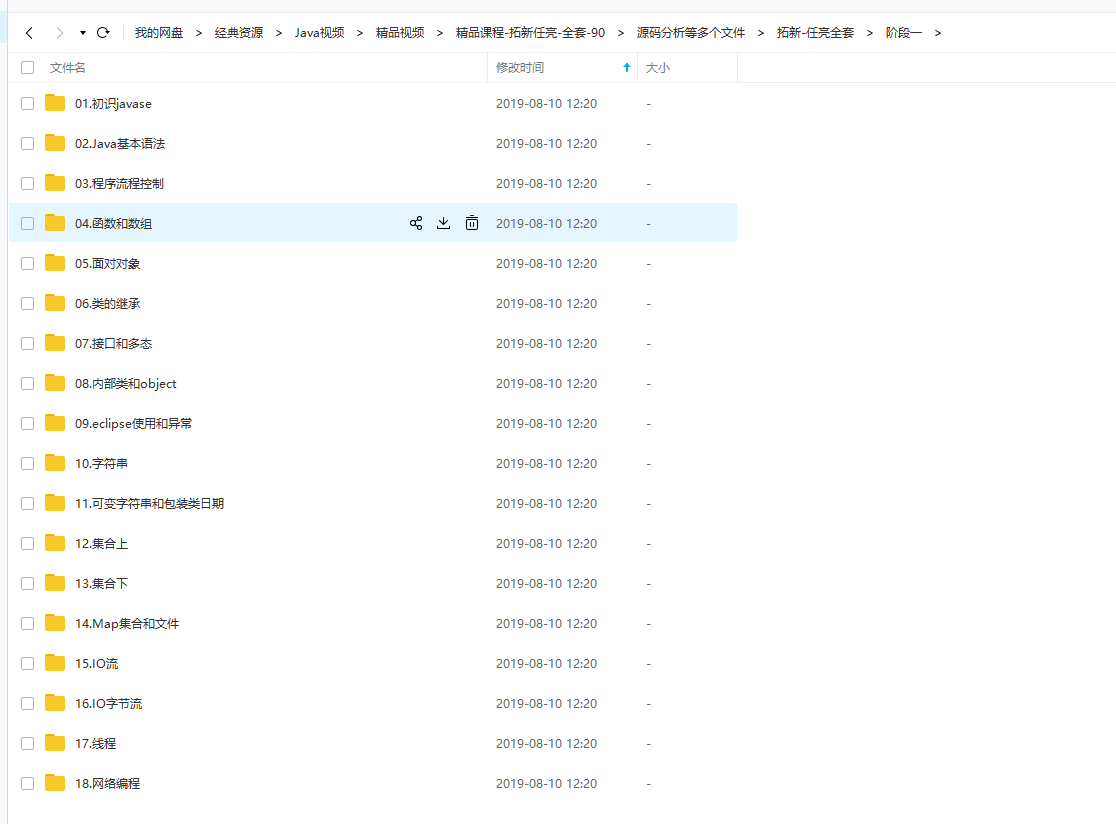 我的网盘 > 经典资源 > Java视频 > 精品视频 > 精品课程-拓新任亮-全套-90 > 源码分析等多个文件 > 拓新-任亮全套 > 阶段一 >
文件名 修改时间 大小
01.初识javase 2019-08-10 12:20 -
02.Java基本语法 2019-08-10 12:20 -
03.程序流程控制 2019-08-10 12:20 -
04.函数和数组 2019-08-10 12:20 -
05.面对对象 2019-08-10 12:20 -
06.类的继承 2019-08-10 12:20 -
07.接口和多态 2019-08-10 12:20 -
08.内部类和object 2019-08-10 12:20 -
09.eclipse使用和异常 2019-08-10 12:20 -
10.字符串 2019-08-10 12:20 -
11.可变字符串和包装类日期 2019-08-10 12:20 -
12.集合上 2019-08-10 12:20 -
13.集合下 2019-08-10 12:20 -
14.Map集合和文件 2019-08-10 12:20 -
15.IO流 2019-08-10 12:20 -
16.IO字节流 2019-08-10 12:20 -
17.线程 2019-08-10 12:20 -
18.网络编程 2019-08-10 12:20 -